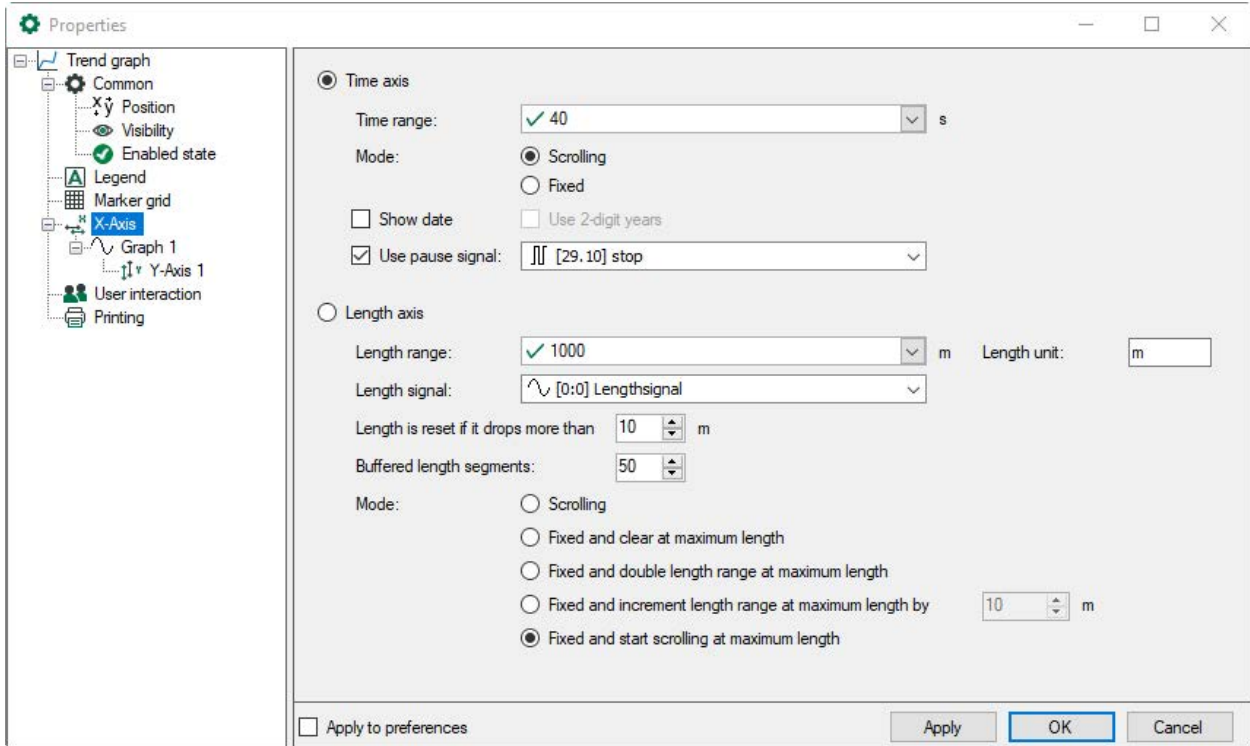 Properties
Trend graph
Common
Position
Visibility
Enabled state
Legend
Marker grid
X-Axis
Graph 1
Y-Axis 1
User interaction
Printing
Time axis
Time range: 40 s
Mode: Scrolling
Fixed
Show date Use 2-digit years
Use pause signal: [29.10] stop
Length axis
Length range: 1000 m Length unit: m
Length signal: [0:0] Lengthsignal
Length is reset if it drops more than 10 m
Buffered length segments: 50
Mode: Scrolling
Fixed and clear at maximum length
Fixed and double length range at maximum length
Fixed and increment length range at maximum length by 10 m
Fixed and start scrolling at maximum length
Apply to preferences Apply OK Cancel